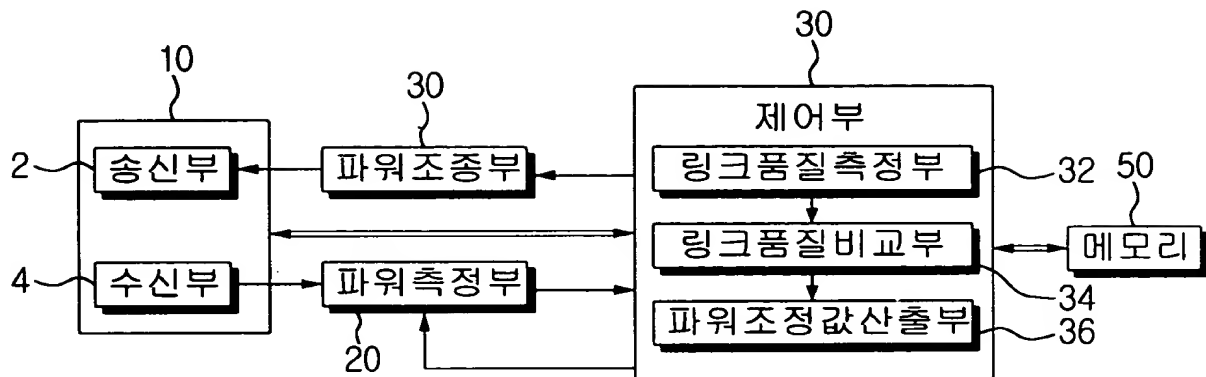 10
30
30
제어부
2
송신부
파워조종부
링크품질측정부
32
50
링크품질비교부
메모리
4
수신부
파워측정부
34
20
파워조정값산출부
36